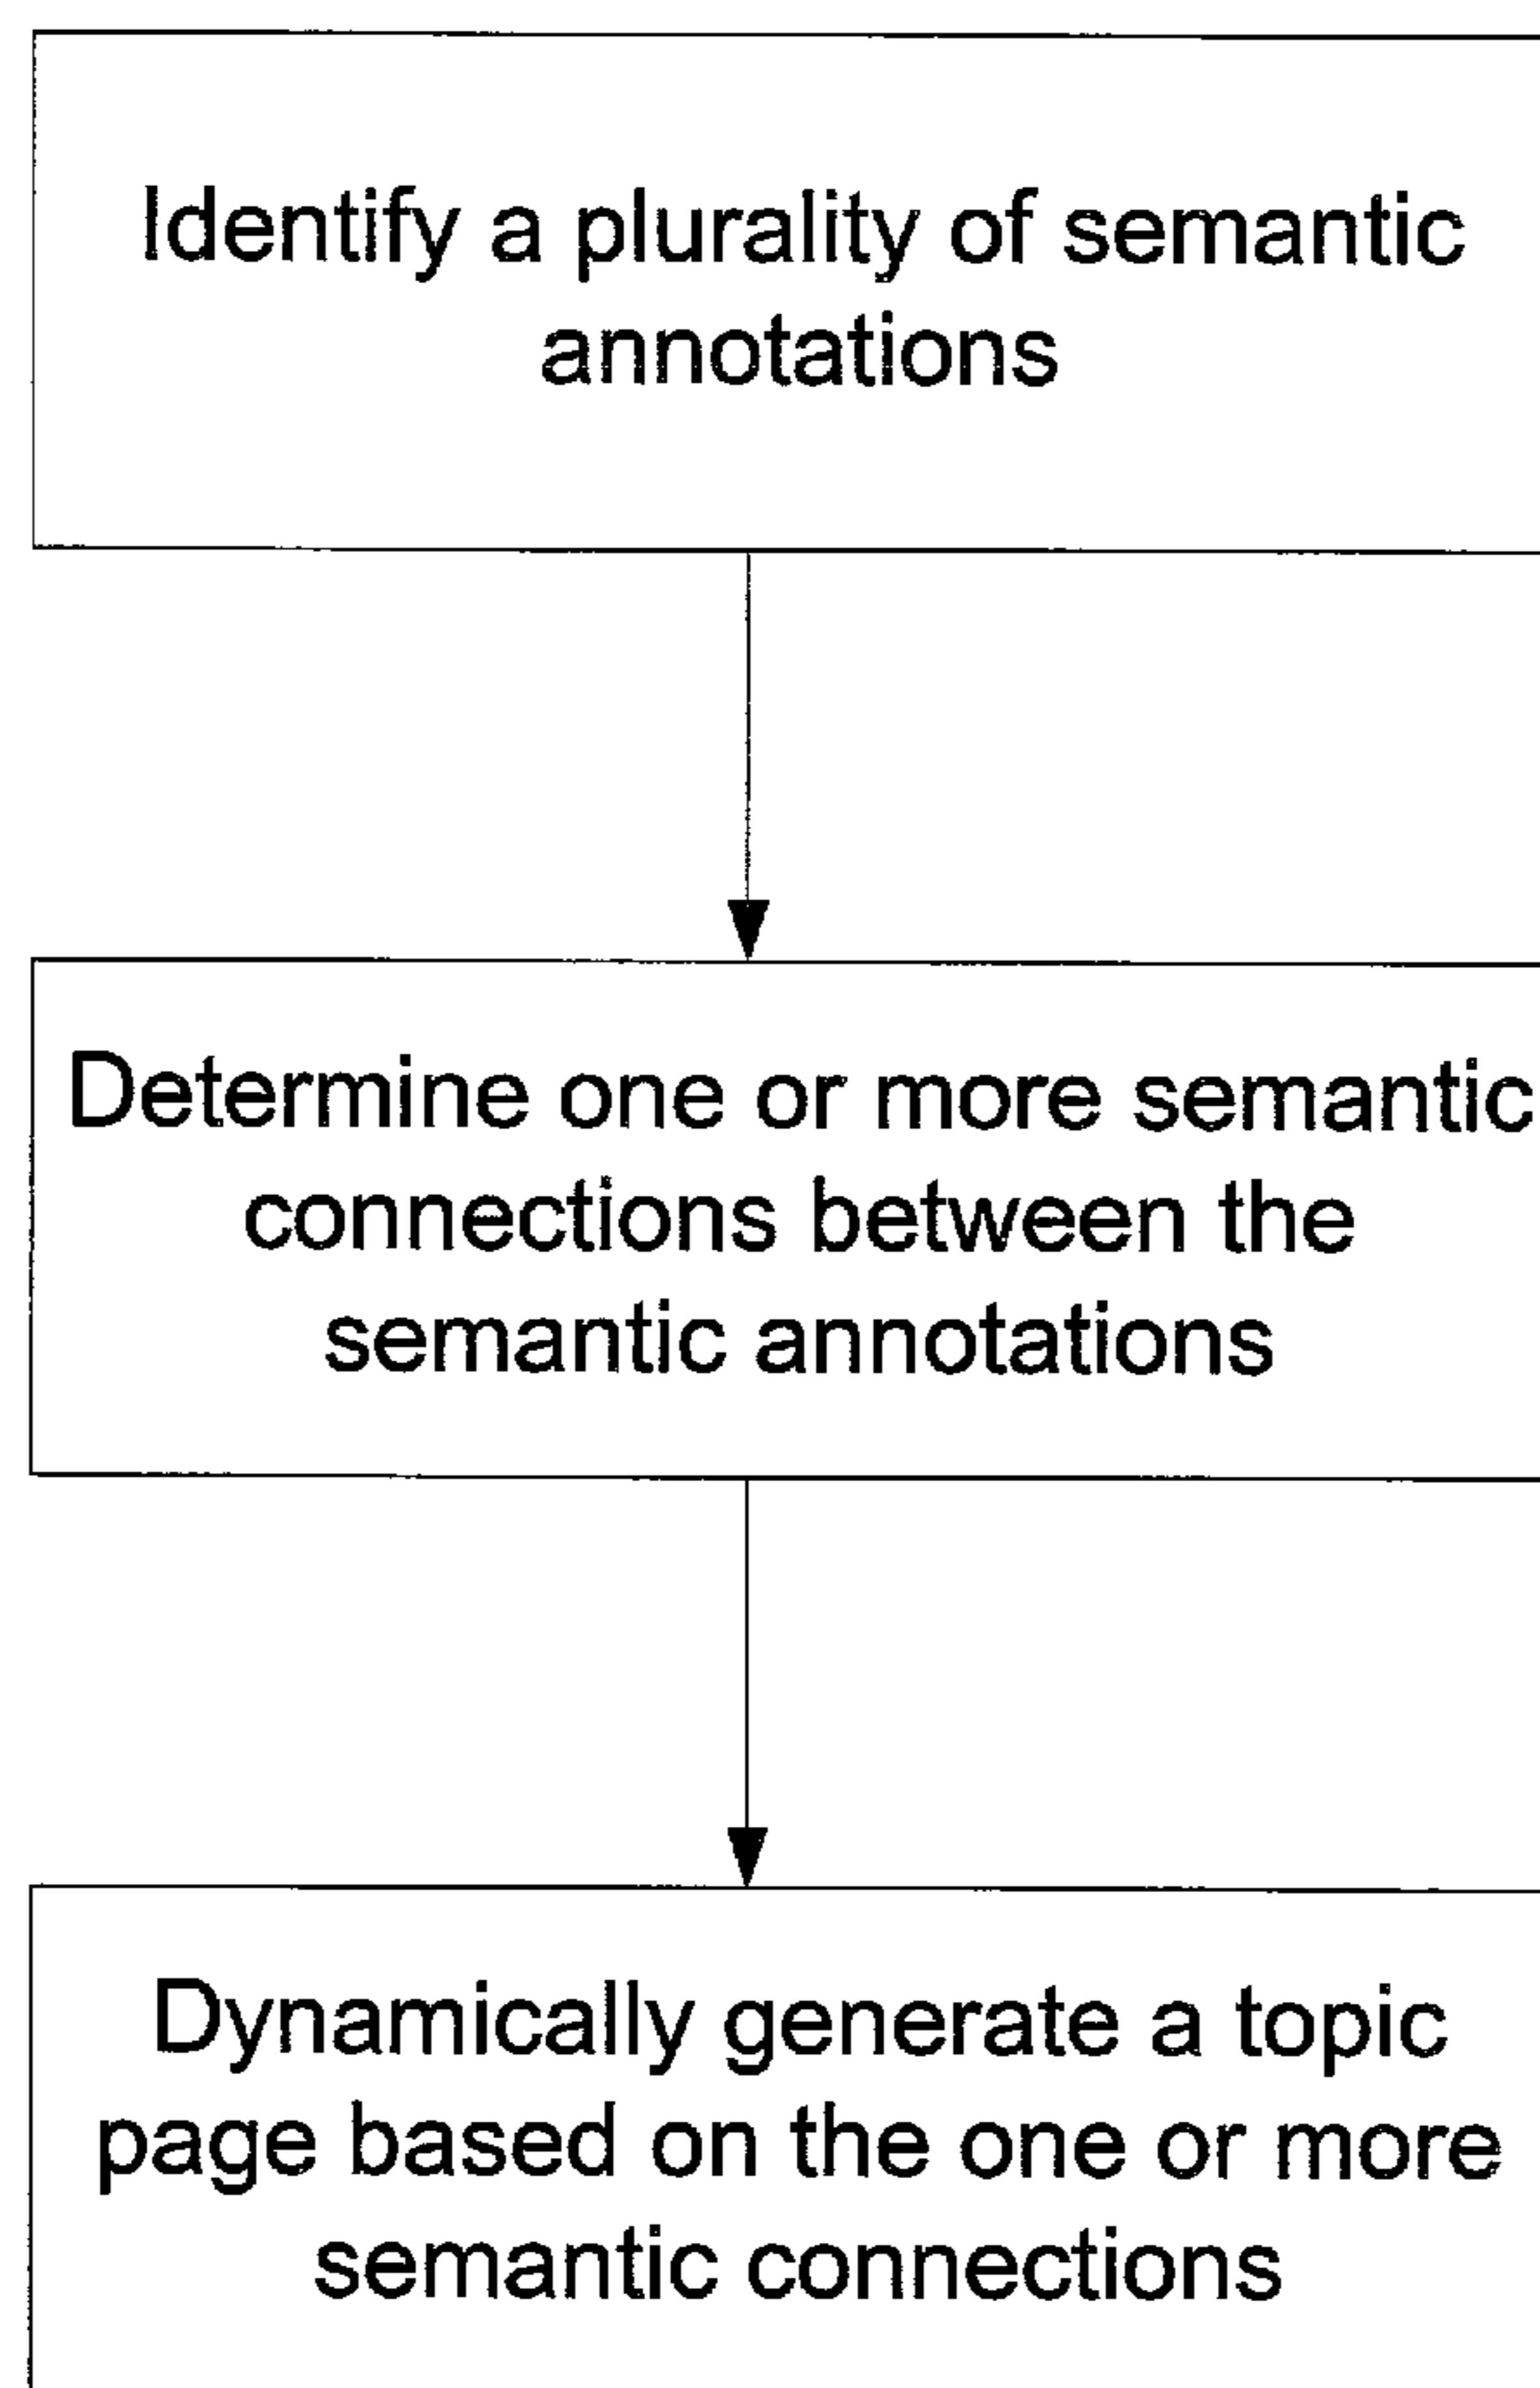 Identify a plurality of semantic
annotations
Determine one or more semantic
connections between the
semantic annotations
Dynamically generate a topic
page based on the one or more
semantic connections